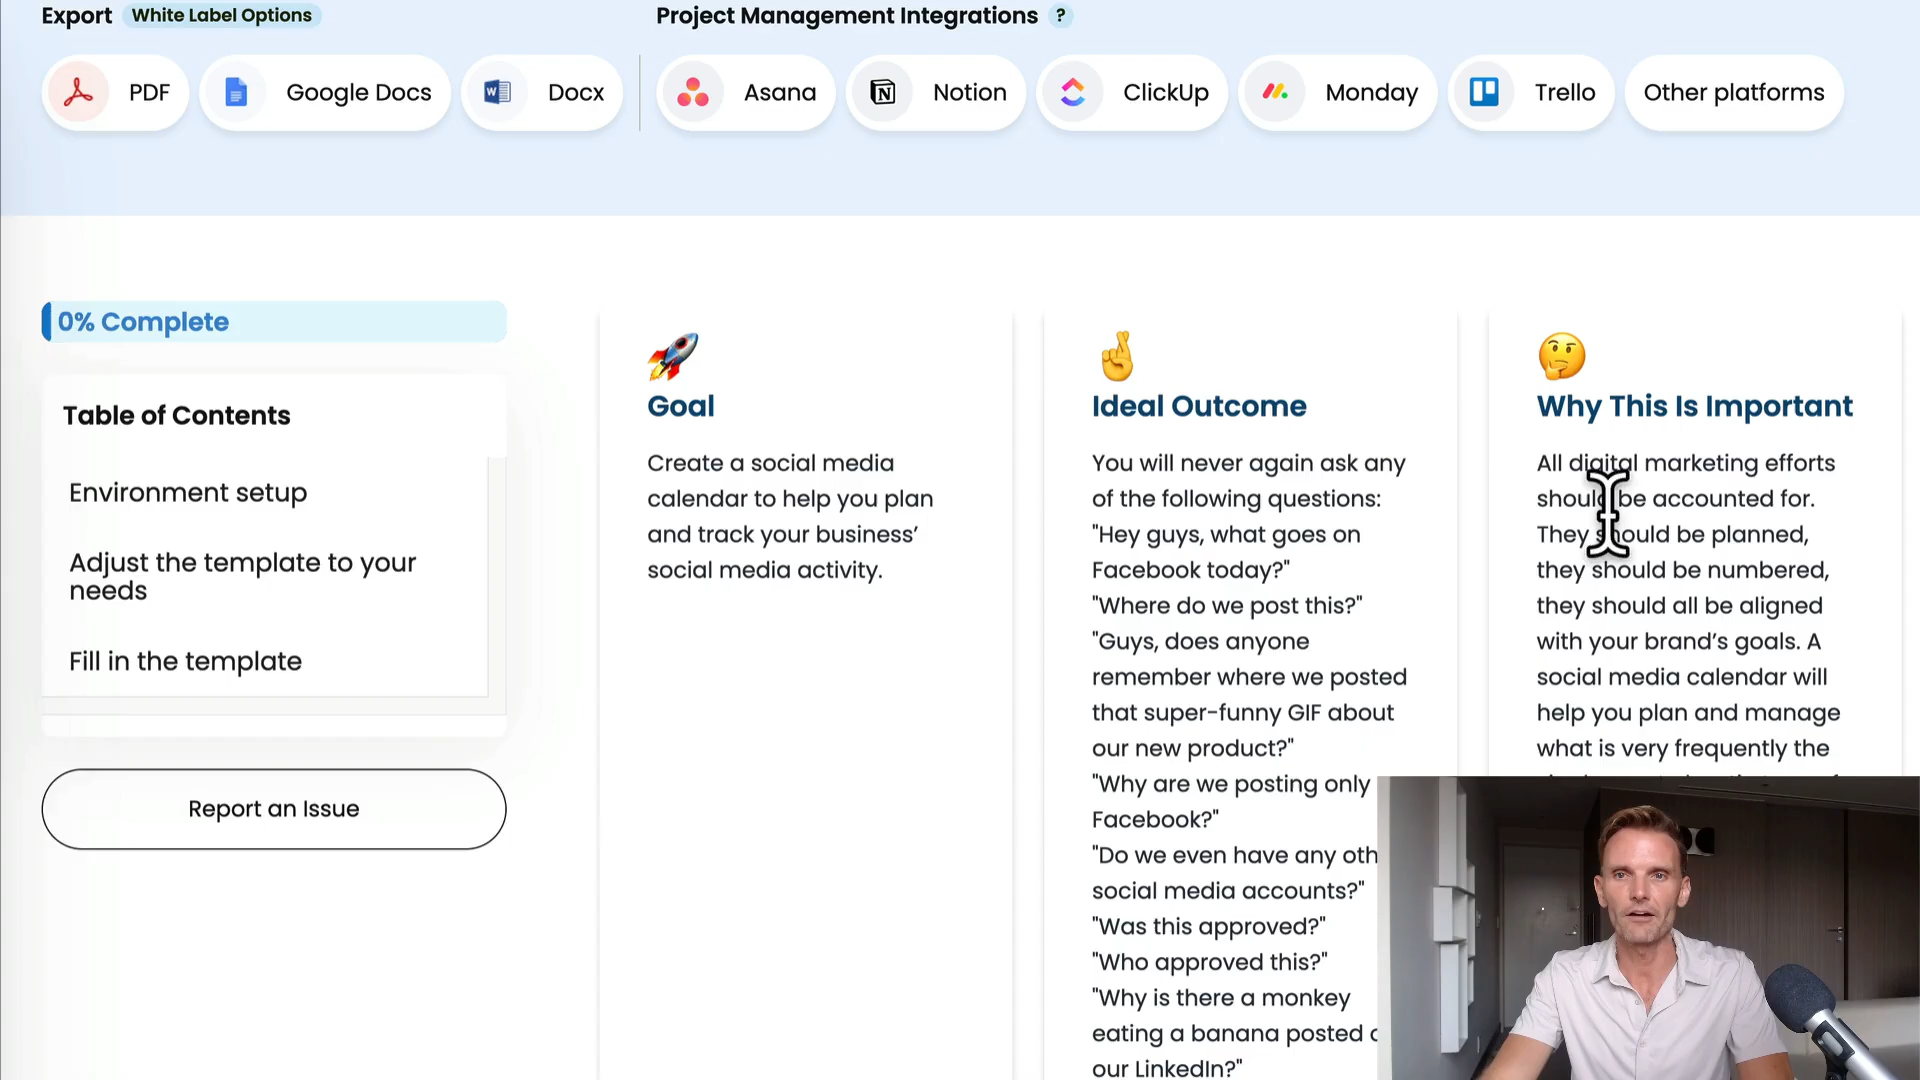 Export White Label Options
Project Management Integrations ?
PDF Google Docs Docx Asana Notion ClickUp Monday Trello Other platforms
0% Complete
Table of Contents
Environment setup
Adjust the template to your
needs
Fill in the template
Report an Issue
Goal
Create a social media
calendar to help you plan
and track your business’
social media activity.
Ideal Outcome
You will never again ask any
of the following questions:
"Hey guys, what goes on
Facebook today?"
"Where do we post this?"
"Guys, does anyone
remember where we posted
that super-funny GIF about
our new product?"
"Why are we posting only
Facebook?"
"Do we even have any oth
social media accounts?"
"Was this approved?"
"Who approved this?"
"Why is there a monkey
eating a banana posted
our LinkedIn?"
Why This Is Important
All digital marketing efforts
should be accounted for.
They should be planned,
they should be numbered,
they should all be aligned
with your brand’s goals. A
social media calendar will
help you plan and manage
what is very frequently the